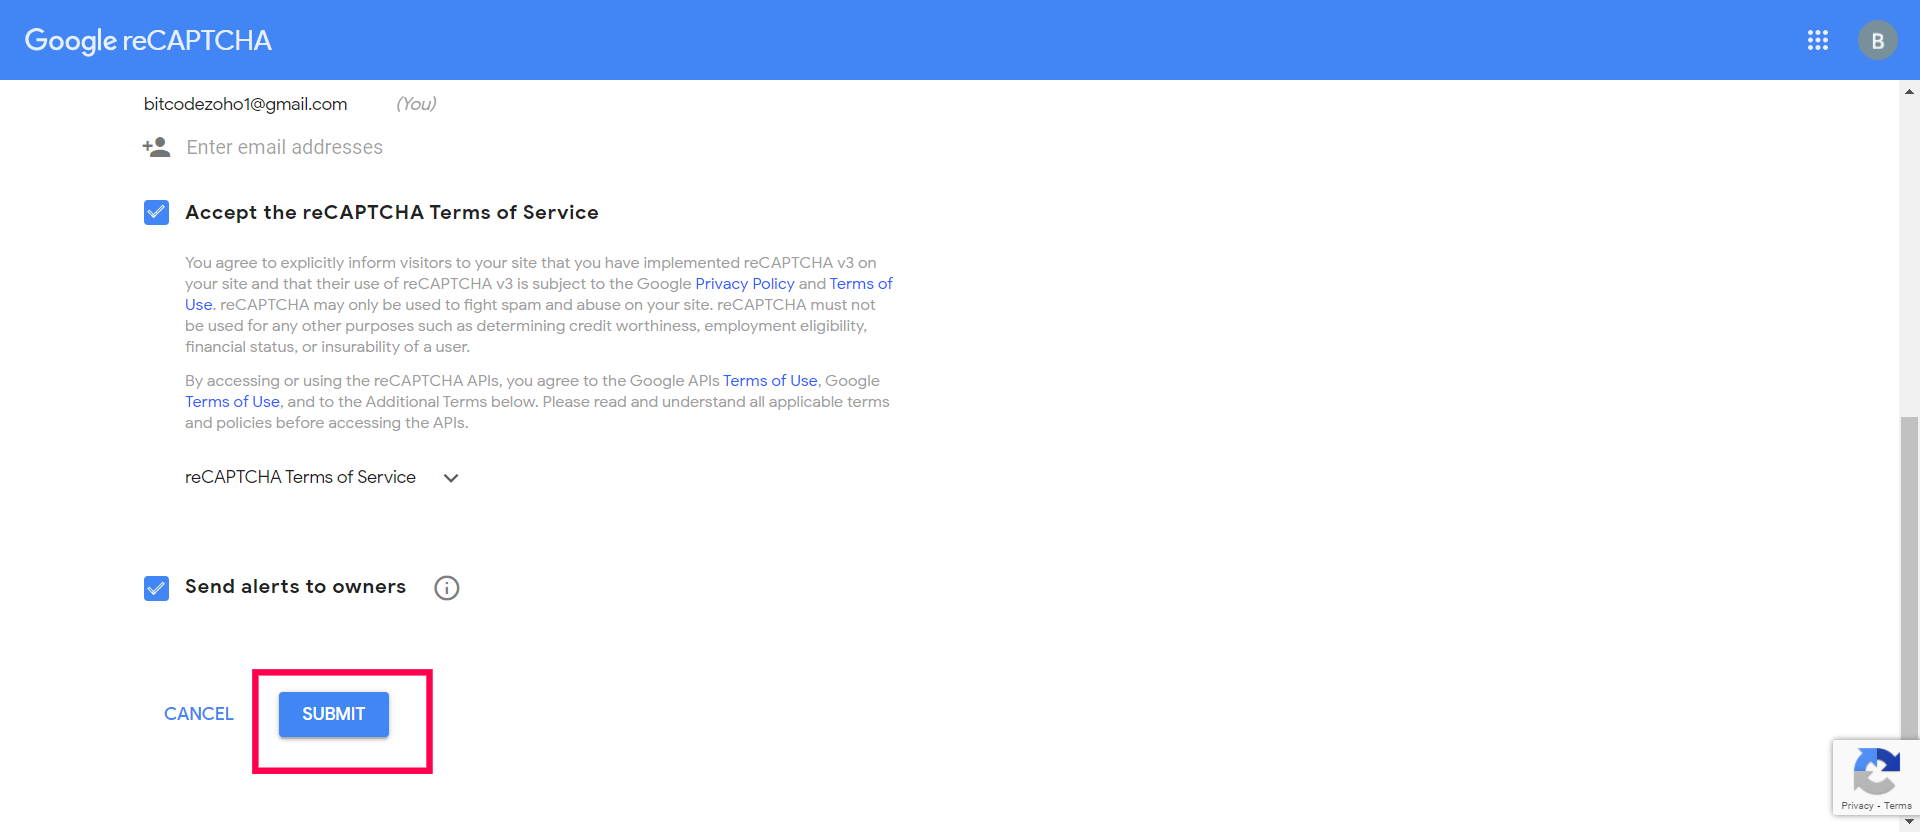 Google reCAPTCHA
B
bitcodezoho1@gmail.com (You)
Enter email addresses
Accept the reCAPTCHA Terms of Service
You agree to explicitly inform visitors to your site that you have implemented reCAPTCHA v3 on
your site and that their use of reCAPTCHA v3 is subject to the Google Privacy Policy and Terms of
Use. reCAPTCHA may only be used to fight spam and abuse on your site. reCAPTCHA must not
be used for any other purposes such as determining credit worthiness, employment eligibility,
financial status, or insurability of a user.
By accessing or using the reCAPTCHA APIs, you agree to the Google APIs Terms of Use, Google
Terms of Use, and to the Additional Terms below. Please read and understand all applicable terms
and policies before accessing the APIs.
reCAPTCHA Terms of Service
Send alerts to owners
CANCEL SUBMIT
Privacy - Terms